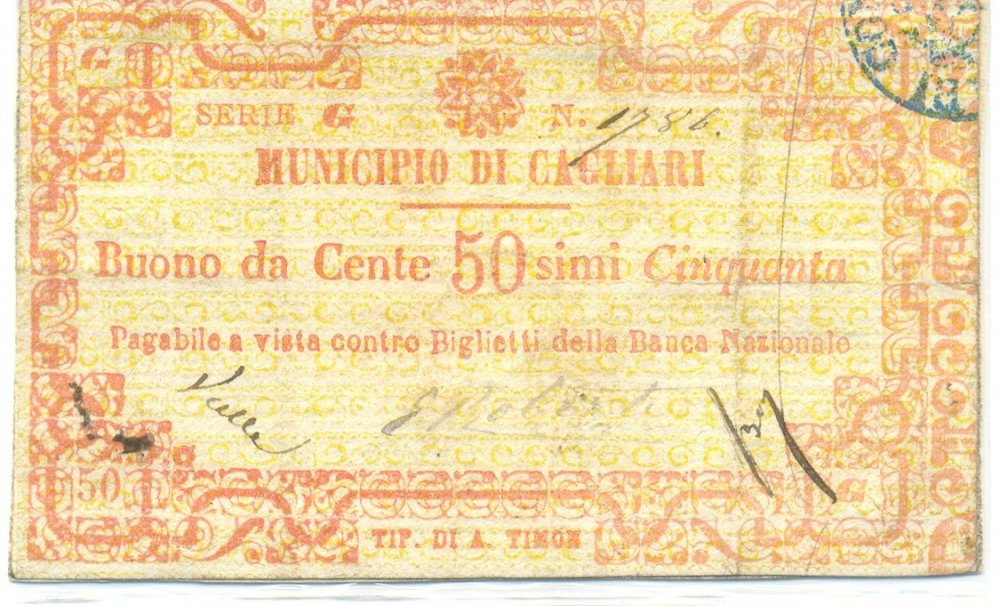 G
SERIE G N. 1786.
MUNICIPIO DI CAGLIARI
Buono da Cente 50 simi Cinquanta
Pagabile a vista contro Biglietti della Banca Nazionale
Valle
G
50 G
TIP. DI A. TIMON